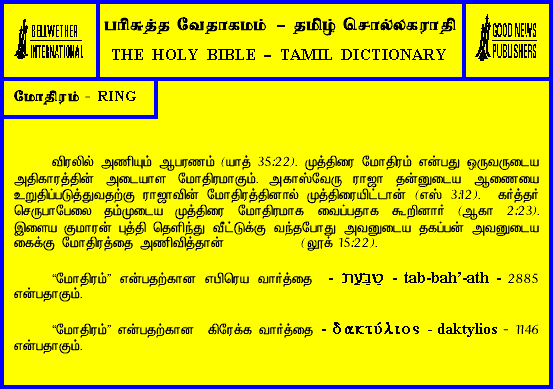 BELLWETHER
INTERNATIONAL
பரிசுத்த வேதாகமம் – தமிழ் சொல்லகராதி
THE HOLY BIBLE – TAMIL DICTIONARY
GOOD NEWS
PUBLISHERS
மோதிரம் - RING
விரலில் அணியும் ஆபரணம் (யாத் 35:22). முத்திரை மோதிரம் என்பது ஒருவருடைய
அதிகாரத்தின் அடையாள மோதிரமாகும். அகாஸ்வேரு ராஜா தன்னுடைய ஆணையை
உறுதிப்படுத்துவதற்கு ராஜாவின் மோதிரத்தினால் முத்திரையிட்டான் (எஸ் 3:12). கர்த்தர்
செருபாபேலை தம்முடைய முத்திரை மோதிரமாக வைப்பதாக கூறினார் (ஆகா 2:23).
இளைய குமாரன் புத்தி தெளிந்து வீட்டுக்கு வந்தபோது அவனுடைய தகப்பன் அவனுடைய
கைக்கு மோதிரத்தை அணிவித்தான் (லூக் 15:22).
“மோதிரம்” என்பதற்கான எபிரெய வார்த்தை - טַבַּעַת - tab-bah’-ath - 2885
என்பதாகும்.
“மோதிரம்” என்பதற்கான கிரேக்க வார்த்தை - δακτύλιος - daktylios - 1146
என்பதாகும்.